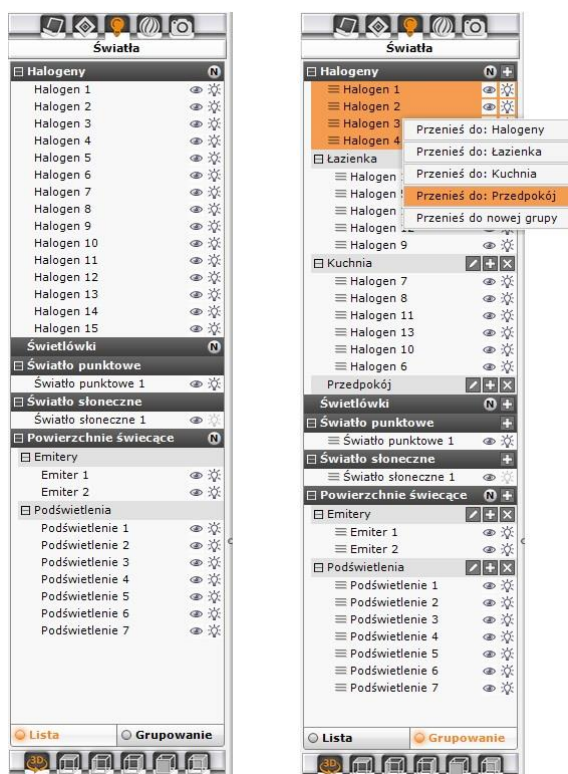 Światła
Halogeny N
Halogen 1
Halogen 2
Halogen 3
Halogen 4
Halogen 5
Halogen 6
Halogen 7
Halogen 8
Halogen 9
Halogen 10
Halogen 11
Halogen 12
Halogen 13
Halogen 14
Halogen 15
Świetlówki N
Światło punktowe
Światło punktowe 1
Światło słoneczne
Światło słoneczne 1
Powierzchnie świecące N
Emitery
Emiter 1
Emiter 2
Podświetlenia
Podświetlenie 1
Podświetlenie 2
Podświetlenie 3
Podświetlenie 4
Podświetlenie 5
Podświetlenie 6
Podświetlenie 7
Lista Grupowanie
3D
Światła
Halogeny N
Halogen 1
Halogen 2
Halogen 3
Halogen 4
Przenieś do: Halogeny
Przenieś do: Łazienka
Przenieś do: Kuchnia
Przenieś do: Przedpokój
Przenieś do nowej grupy
Łazienka
Halogen
Halogen
Halogen
Halogen 12
Halogen 9
Kuchnia
Halogen 7
Halogen 8
Halogen 11
Halogen 13
Halogen 10
Halogen 6
Przedpokój
Świetlówki N
Światło punktowe
Światło punktowe 1
Światło słoneczne
Światło słoneczne 1
Powierzchnie świecące N
Emitery
Emiter 1
Emiter 2
Podświetlenia
Podświetlenie 1
Podświetlenie 2
Podświetlenie 3
Podświetlenie 4
Podświetlenie 5
Podświetlenie 6
Podświetlenie 7
Lista Grupowanie
3D